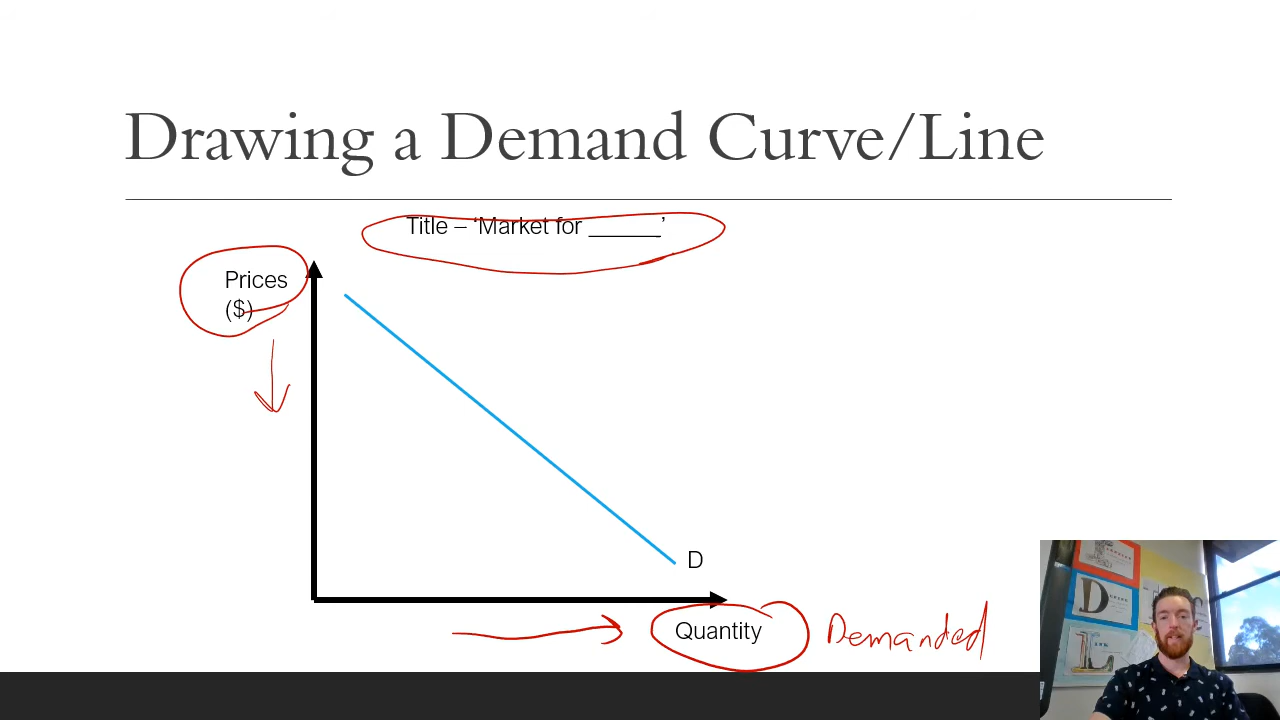 Drawing a Demand Curve/Line
Title – ‘Market for ______’
Prices
($)
D
Quantity Demanded